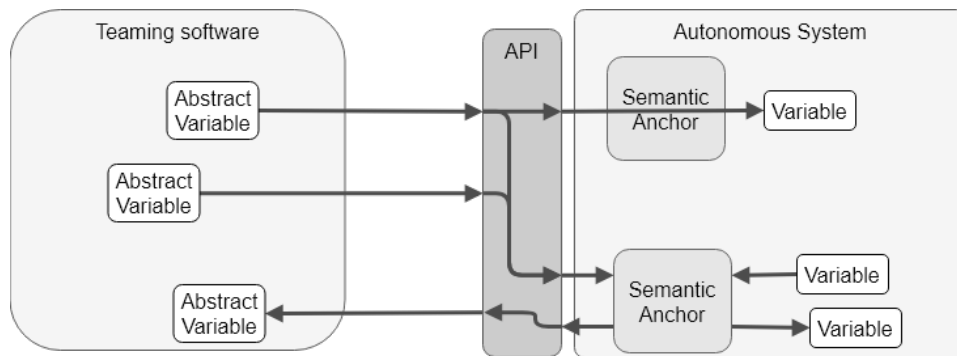 Teaming software
API
Autonomous System
Abstract
Variable
Semantic
Anchor
Variable
Abstract
Variable
Semantic
Anchor
Variable
Abstract
Variable
Variable